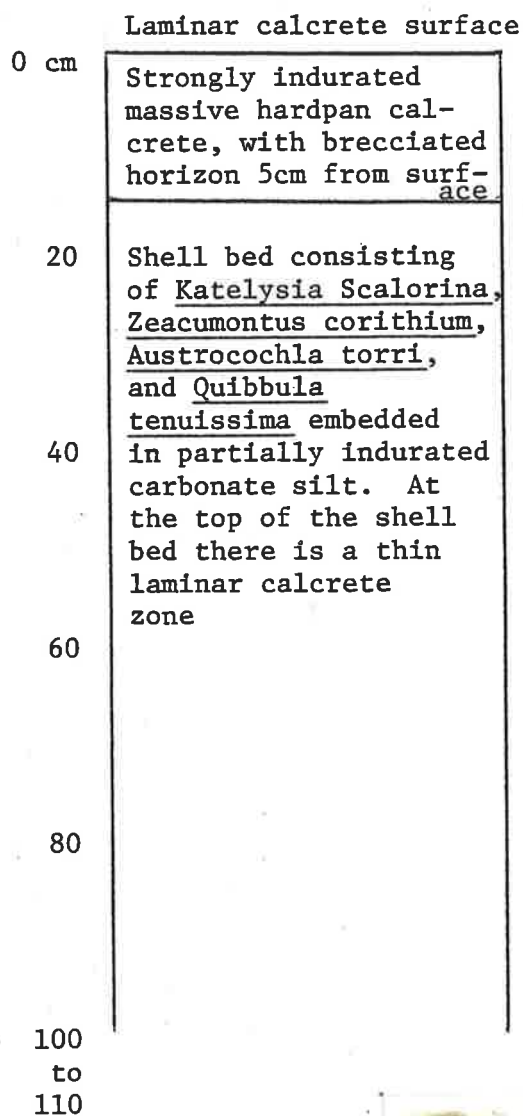 Laminar calcrete surface
0 cm
Strongly indurated
massive hardpan cal-
crete, with brecciated
horizon 5cm from surf-
ace
20
Shell bed consisting
of Katelysia Scalorina,
Zeacumontus corithium,
Austrocochla torri,
and Quibbula
tenuissima embedded
40
in partially indurated
carbonate silt. At
the top of the shell
bed there is a thin
laminar calcrete
zone
60
80
100
to
110